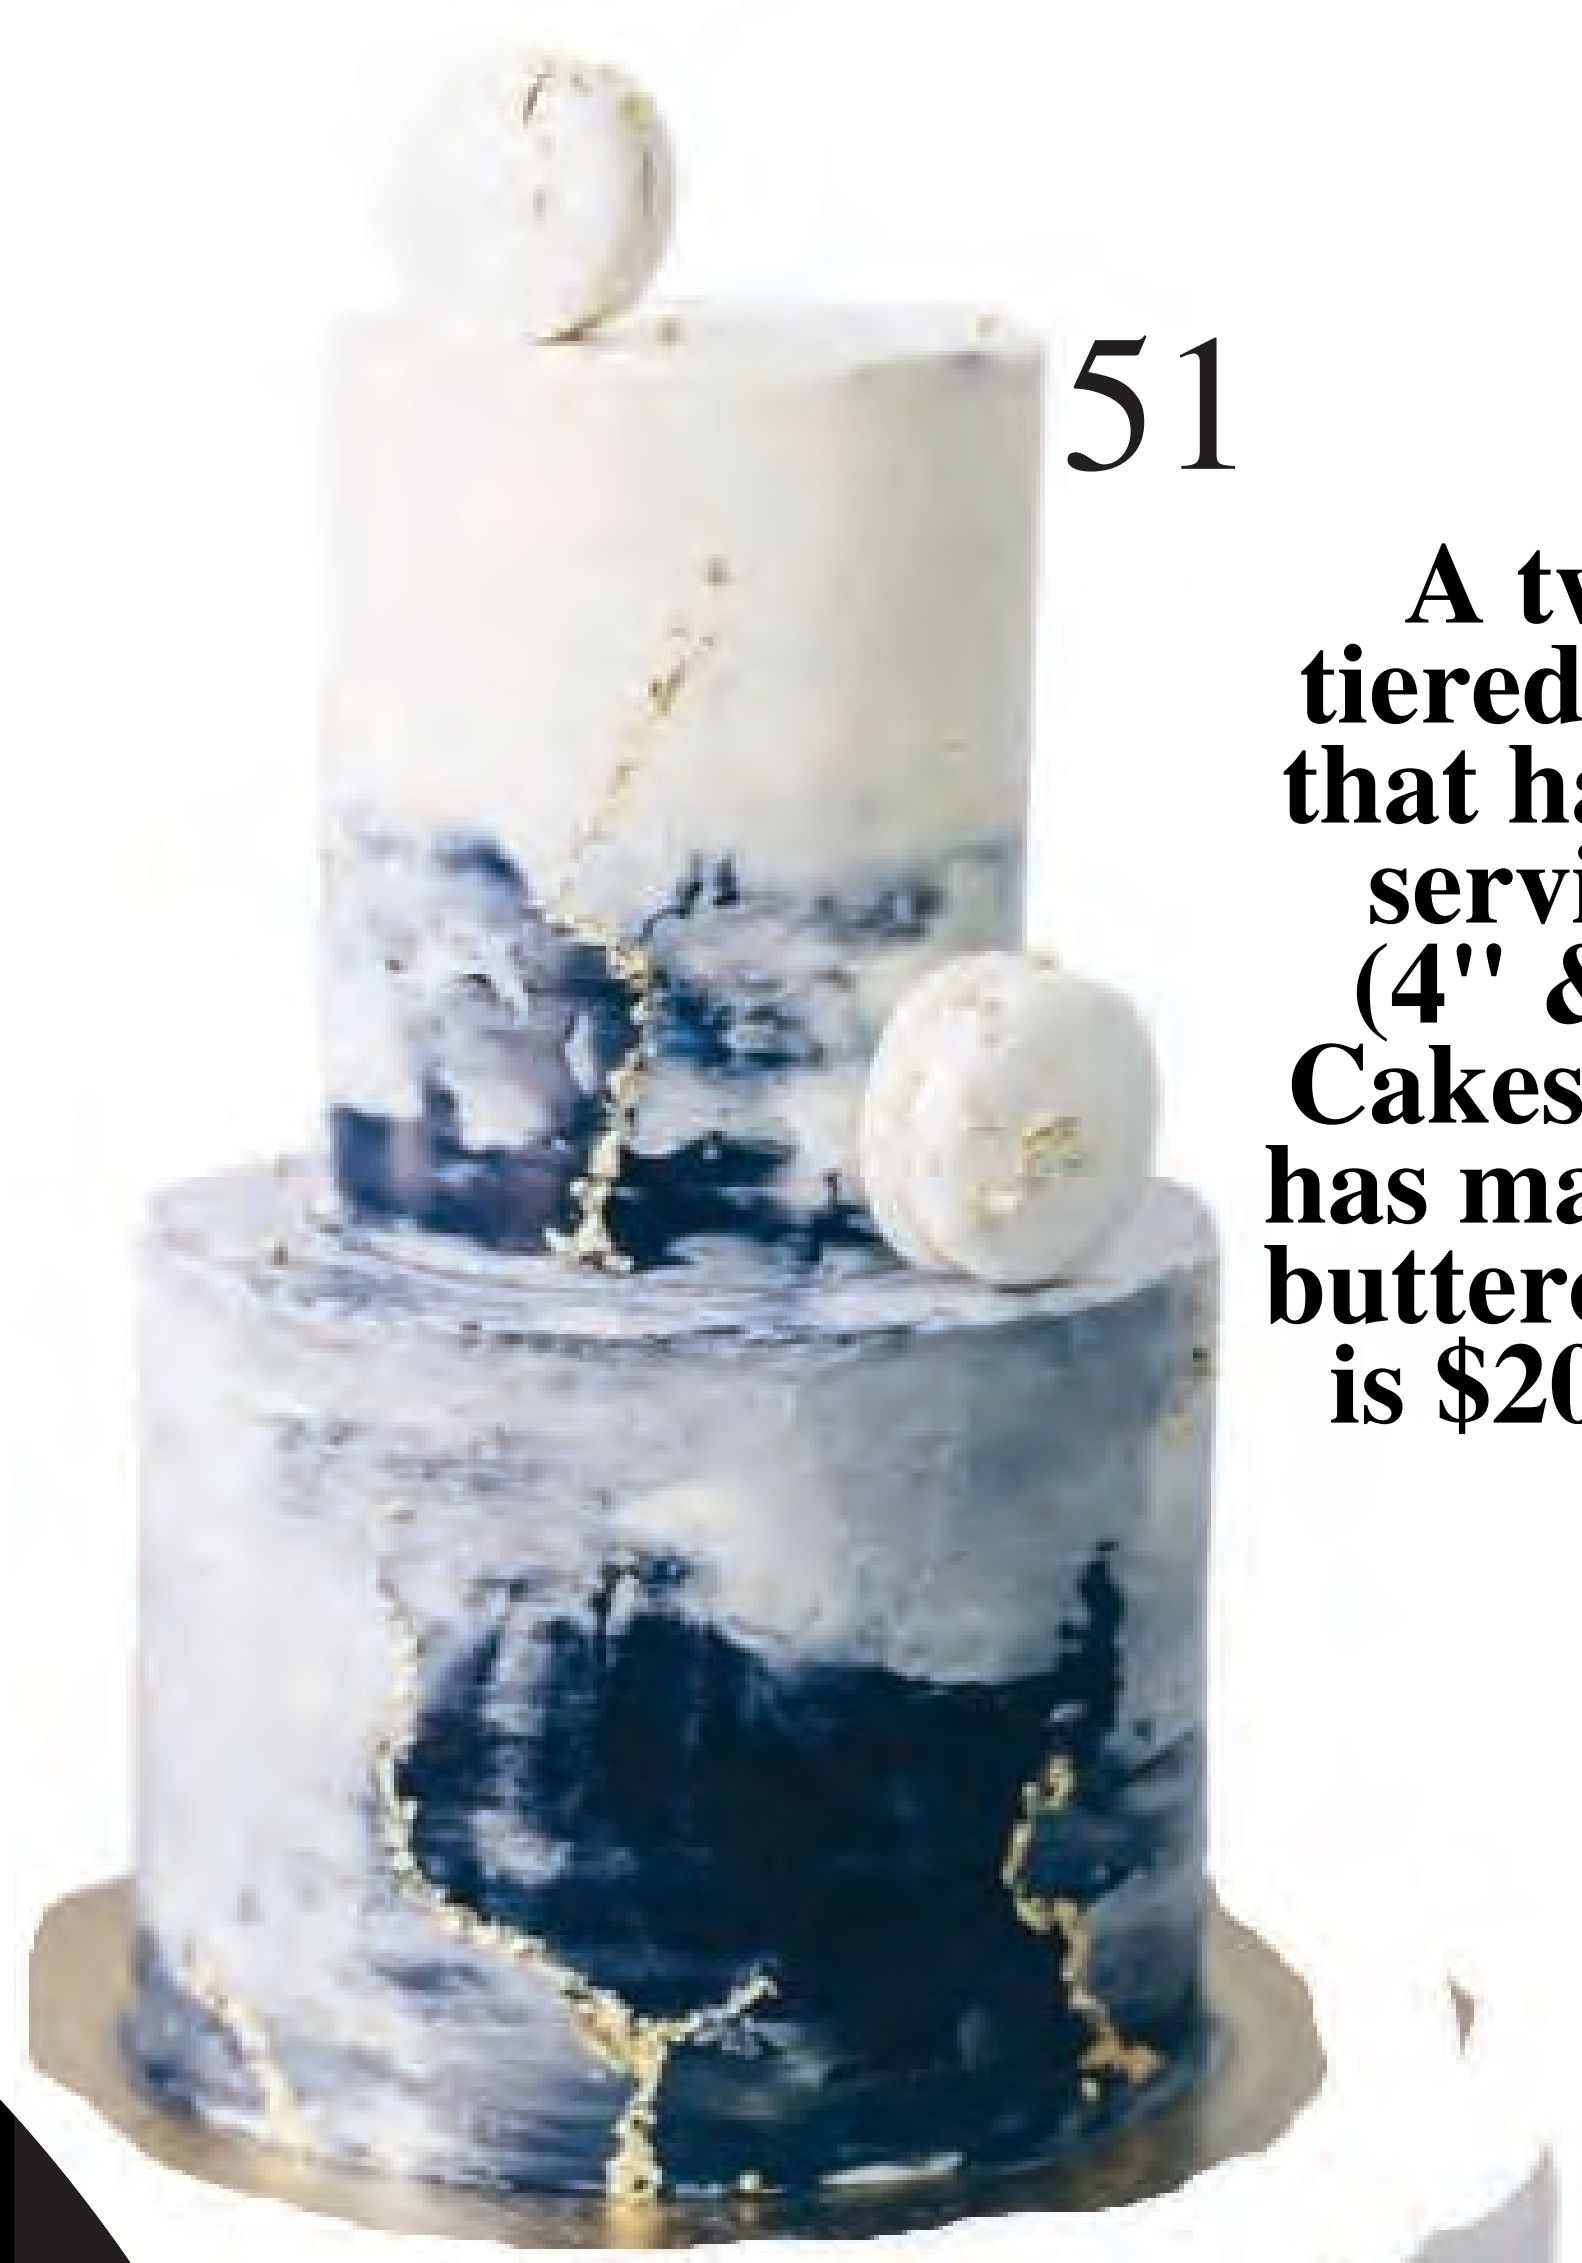 51
A tw
tiered
that ha
servi
(4" &
Cakes
has ma
butterc
is $20